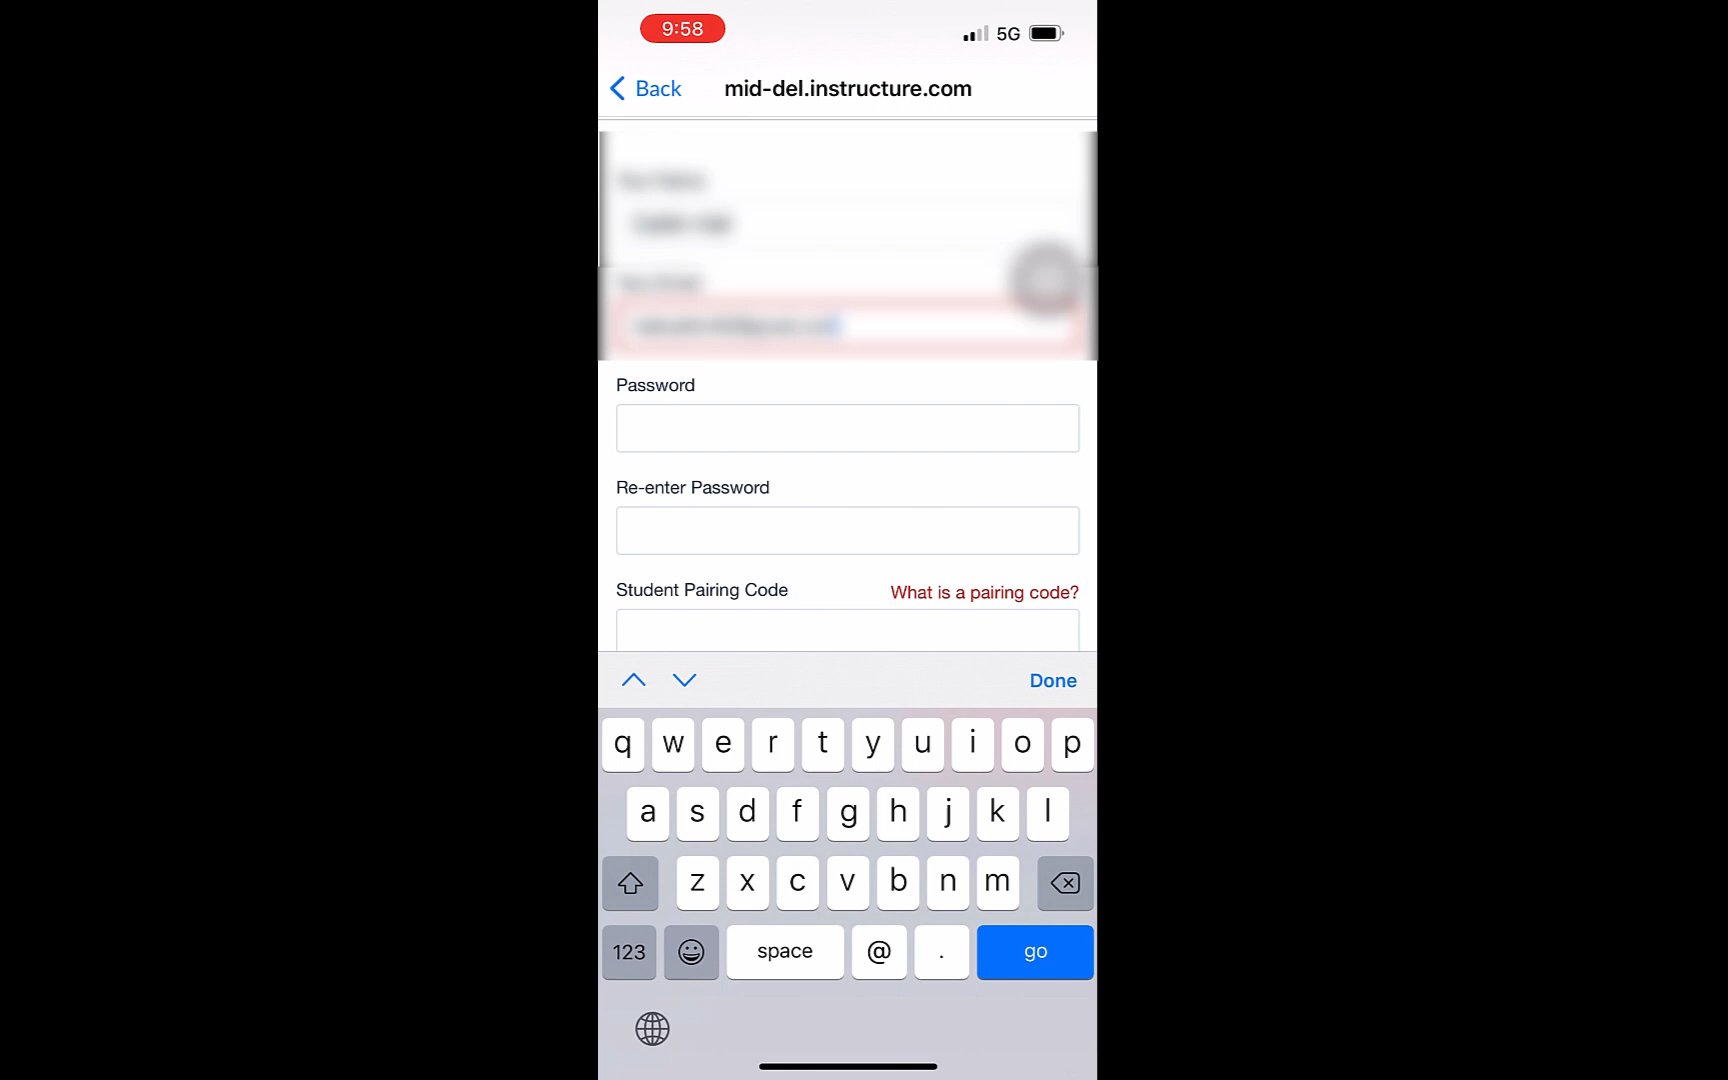 9:58
5G
Back
mid-del.instructure.com
Password
Re-enter Password
Student Pairing Code
What is a pairing code?
Done
q w e r t y u i o p
a s d f g h j k l
z x c v b n m
123 space @ . go